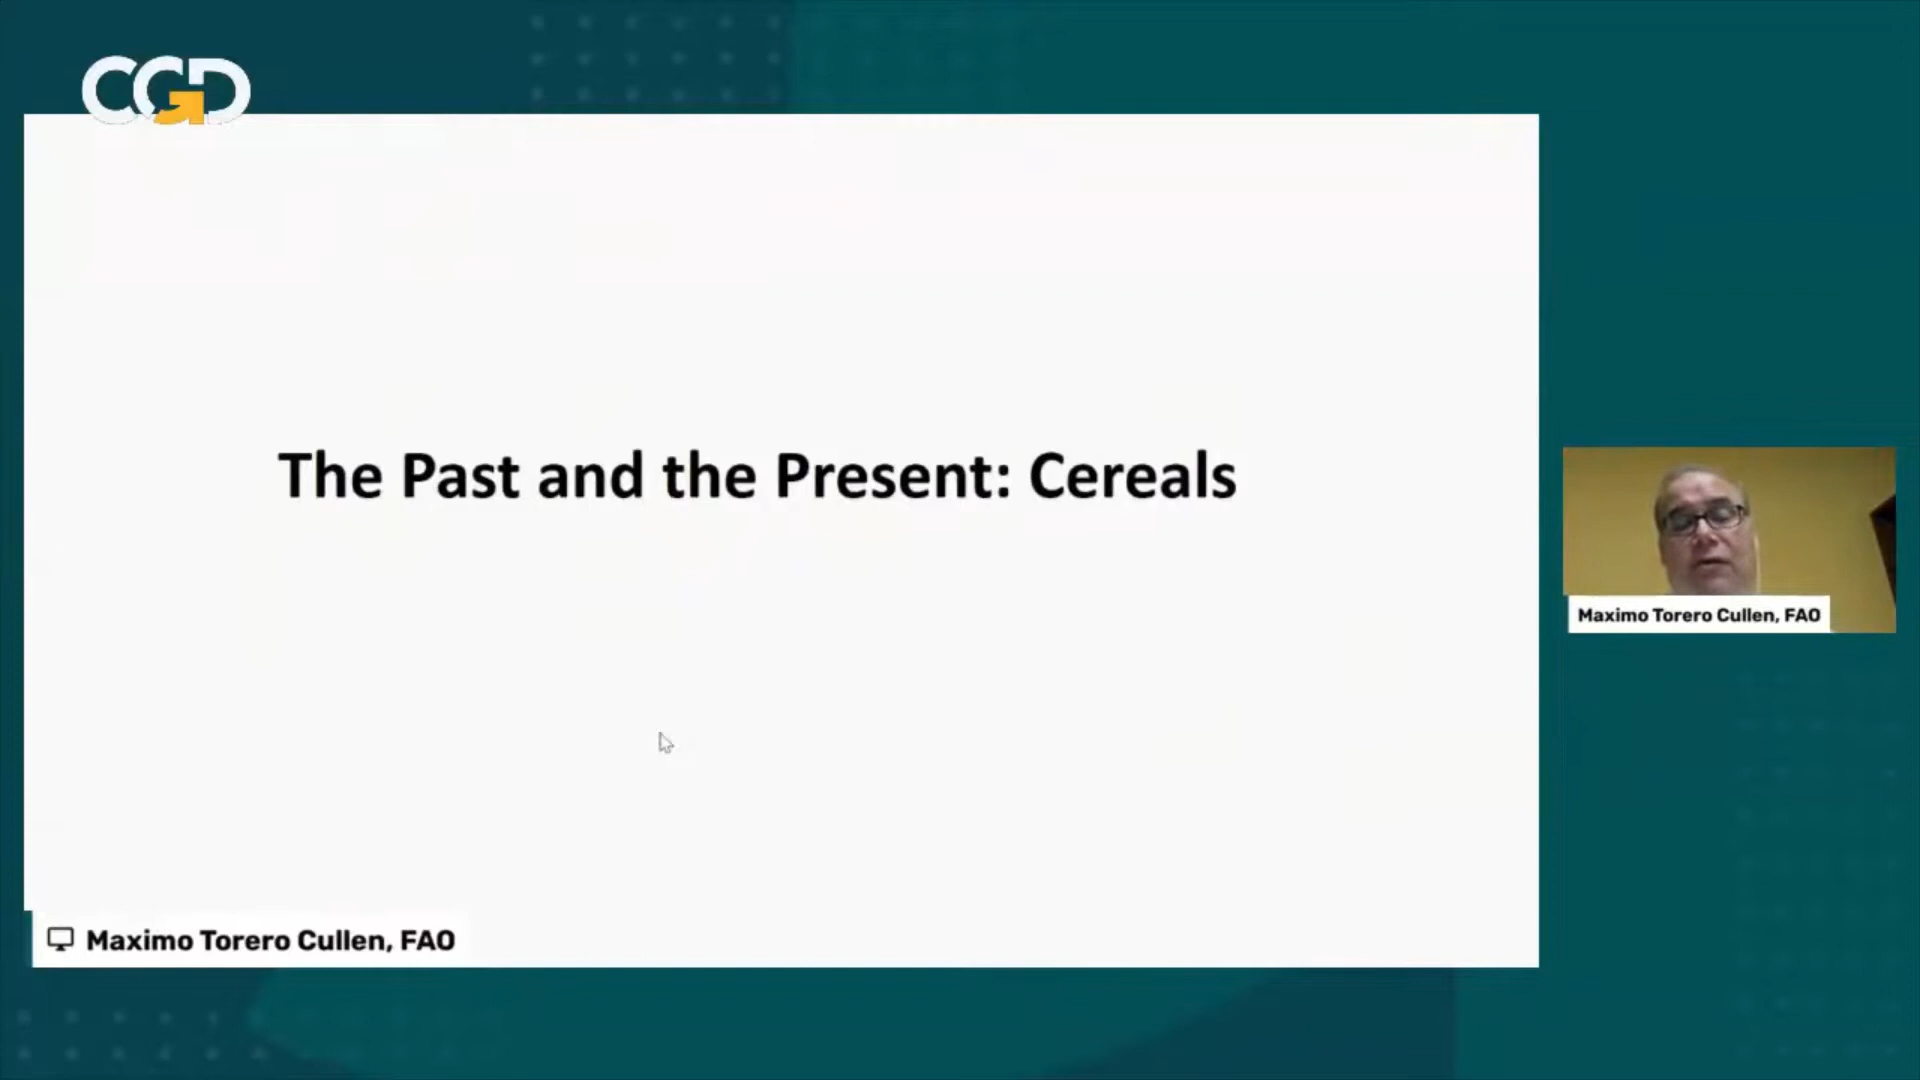 CGD
The Past and the Present: Cereals
Maximo Torero Cullen, FAO
Maximo Torero Cullen, FAO